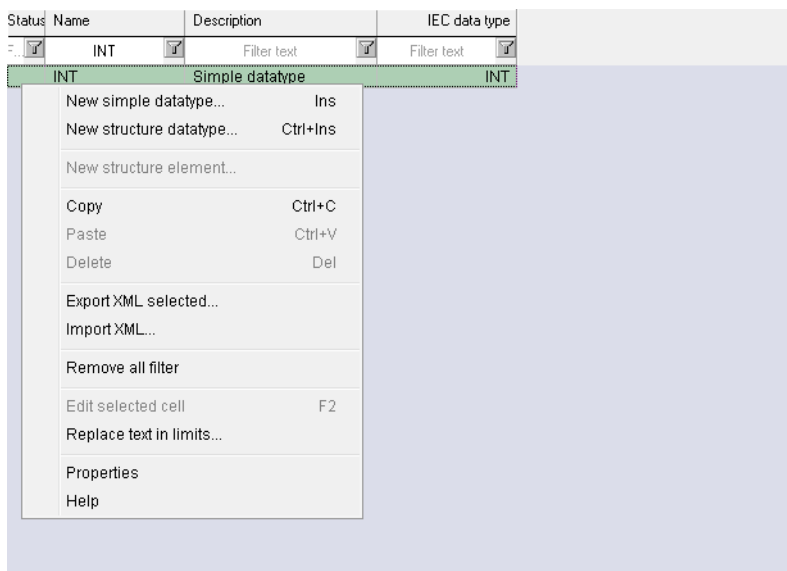 Status Name Description IEC data type
F... INT Filter text Filter text
INT Simple datatype INT
New simple datatype... Ins
New structure datatype... Ctrl+Ins
New structure element...
Copy Ctrl+C
Paste Ctrl+V
Delete Del
Export XML selected...
Import XML...
Remove all filter
Edit selected cell F2
Replace text in limits...
Properties
Help